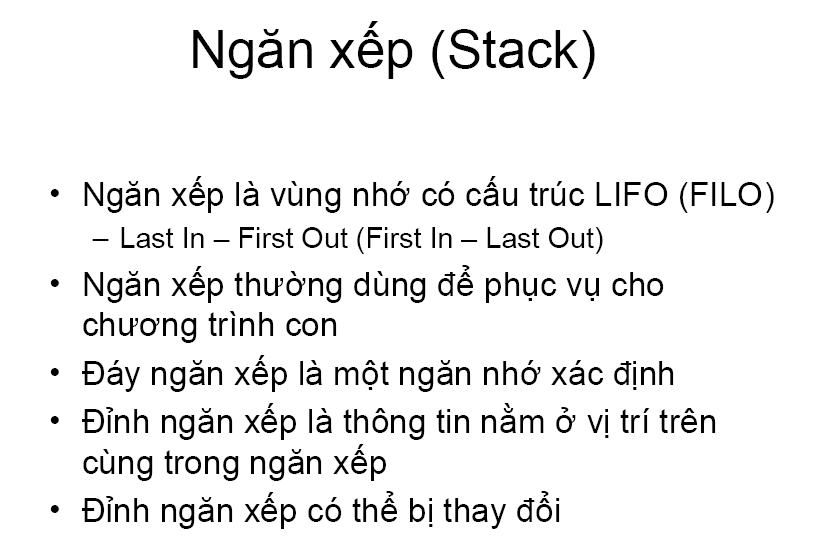 Ngăn xếp (Stack)
• Ngăn xếp là vùng nhớ có cấu trúc LIFO (FILO)
– Last In – First Out (First In – Last Out)
• Ngăn xếp thường dùng để phục vụ cho
chương trình con
• Đáy ngăn xếp là một ngăn nhớ xác định
• Đỉnh ngăn xếp là thông tin nằm ở vị trí trên
cùng trong ngăn xếp
• Đỉnh ngăn xếp có thể bị thay đổi